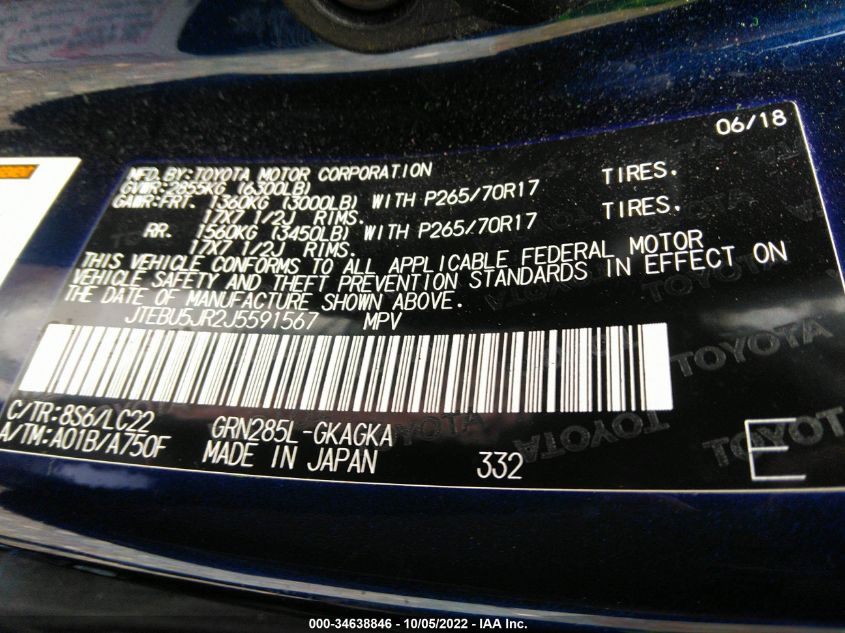 06/18
MFD.BY:TOYOTA MOTOR CORPORATION
GVWR:2855KG (6300LB)
GAWR:FRT. 1360KG (3000LB) WITH P265/70R17 TIRES.
17X7 1/2J RIMS.
RR. 1560KG (3450LB) WITH P265/70R17 TIRES.
17X7 1/2J RIMS.
THIS VEHICLE CONFORMS TO ALL APPLICABLE FEDERAL MOTOR
VEHICLE SAFETY AND THEFT PREVENTION STANDARDS IN EFFECT ON
THE DATE OF MANUFACTURE SHOWN ABOVE.
JTEBU5JR2J5591567 MPV
TOYOTA
TOYOTA
TOYOTA
C/TR:8S6/LC22 GRN285L-GKAGKA
A/TM:A01B/A750F MADE IN JAPAN 332 E
TOYOTA
000-34638846 - 10/05/2022 - IAA Inc.